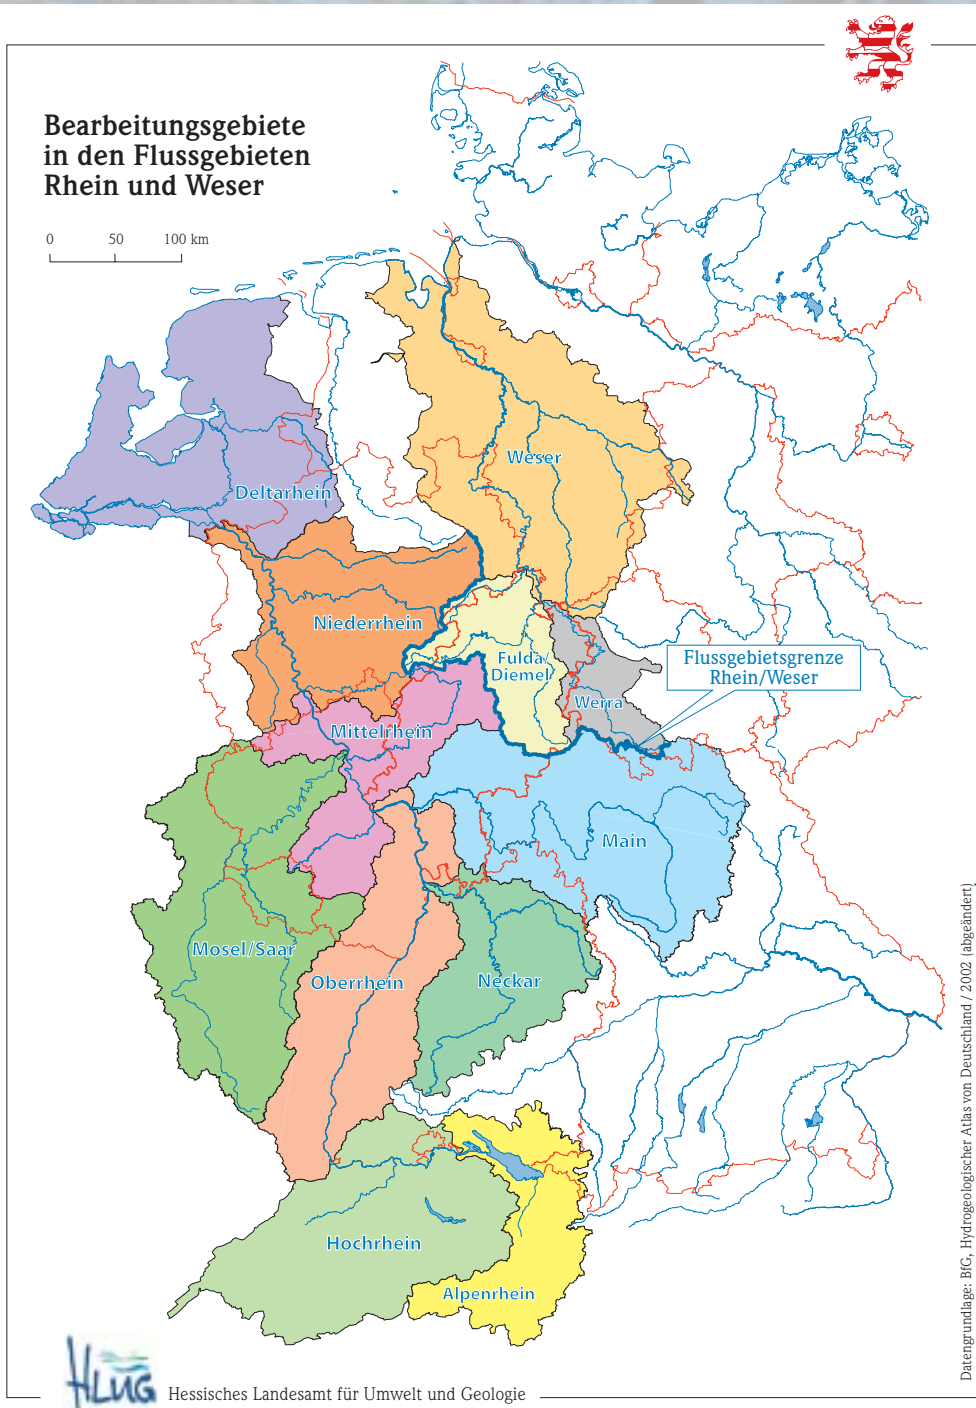 Bearbeitungsgebiete
in den Flussgebieten
Rhein und Weser
0 50 100 km
Weser
Deltarhein
Niederrhein
Fulda/
Diemel
Flussgebietsgrenze
Rhein/Weser
Werra
Mittelrhein
Main
Mosel/Saar
Oberrhein
Neckar
Hochrhein
Alpenrhein
Datengrundlage: BfG, Hydrogeologischer Atlas von Deutschland / 2002 (abgeändert)
HLUG
Hessisches Landesamt für Umwelt und Geologie